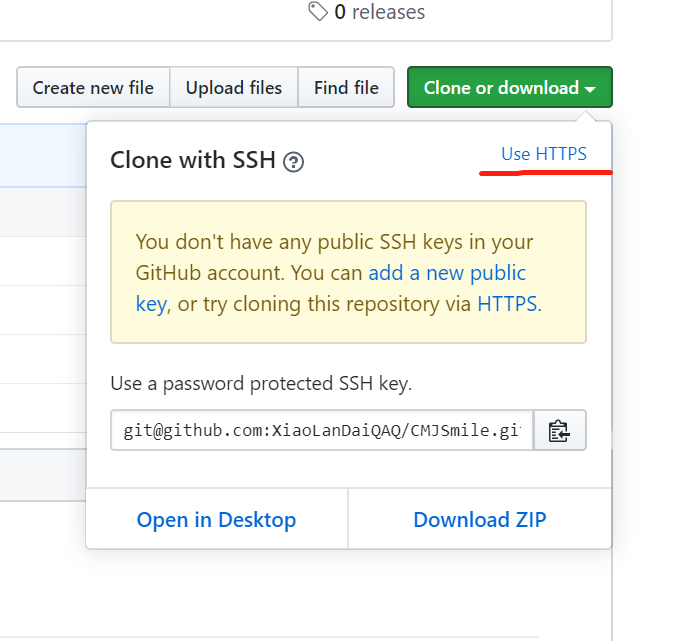 0 releases
Create new file
Upload files
Find file
Clone or download
Clone with SSH
Use HTTPS
You don't have any public SSH keys in your
GitHub account. You can add a new public
key, or try cloning this repository via HTTPS.
Use a password protected SSH key.
git@github.com:XiaoLanDaiQAQ/CMJSmile.gi
Open in Desktop
Download ZIP